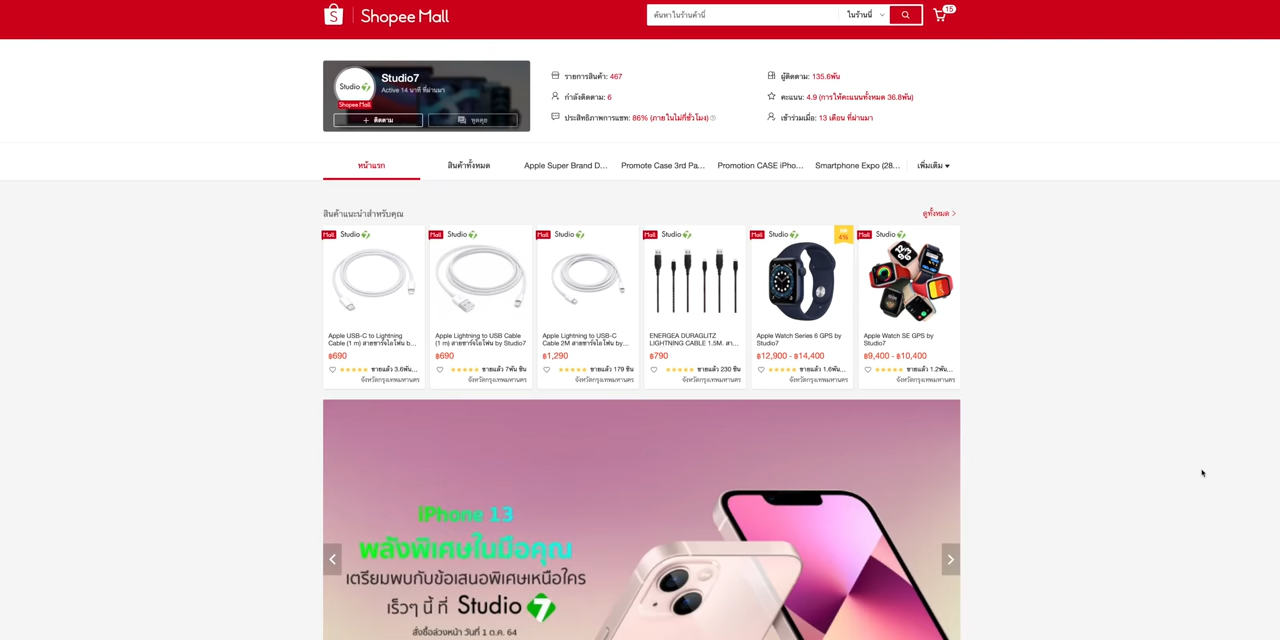 Shopee Mall
ค้นหาในร้านค้านี้
ในร้านนี้
15
Studio7
Active 14 นาที ที่ผ่านมา
Studio 7
Shopee Mall
+ ติดตาม
พูดคุย
รายการสินค้า: 467
ผู้ติดตาม: 135.6พัน
กำลังติดตาม: 6
คะแนน: 4.9 (การให้คะแนนทั้งหมด 36.8พัน)
ประสิทธิภาพการแชท: 86% (ภายในไม่กี่ชั่วโมง)
เข้าร่วมเมื่อ: 13 เดือน ที่ผ่านมา
หน้าแรก
สินค้าทั้งหมด
Apple Super Brand D...
Promote Case 3rd Pa...
Promotion CASE iPho...
Smartphone Expo (28...
เพิ่มเติม
สินค้าแนะนำสำหรับคุณ
ดูทั้งหมด >
Mall Studio 7
Apple USB-C to Lightning
Cable (1 m) สายชาร์จไอโฟน b...
฿690
ขายแล้ว 3.6พัน...
จังหวัดกรุงเทพมหานคร
Mall Studio 7
Apple Lightning to USB Cable
(1 m) สายชาร์จไอโฟน by Studio7
฿690
ขายแล้ว 7พัน ชิ้น
จังหวัดกรุงเทพมหานคร
Mall Studio 7
Apple Lightning to USB-C
Cable 2M สายชาร์จไอโฟน by...
฿1,290
ขายแล้ว 179 ชิ้น
จังหวัดกรุงเทพมหานคร
Mall Studio 7
ENERGEA DURAGLITZ
LIGHTNING CABLE 1.5M. สา...
฿790
ขายแล้ว 230 ชิ้น
จังหวัดกรุงเทพมหานคร
Mall Studio 7
4%
Apple Watch Series 6 GPS by
Studio7
฿12,900 - ฿14,400
ขายแล้ว 1.6พัน...
จังหวัดกรุงเทพมหานคร
Mall Studio 7
Apple Watch SE GPS by
Studio7
฿9,400 - ฿10,400
ขายแล้ว 1.2พัน...
จังหวัดกรุงเทพมหานคร
iPhone 13
พลังพิเศษในมือคุณ
เตรียมพบกับข้อเสนอพิเศษเหนือใคร
เร็วๆ นี้ ที่ Studio 7
สั่งซื้อล่วงหน้า วันที่ 1 ต.ค. 64